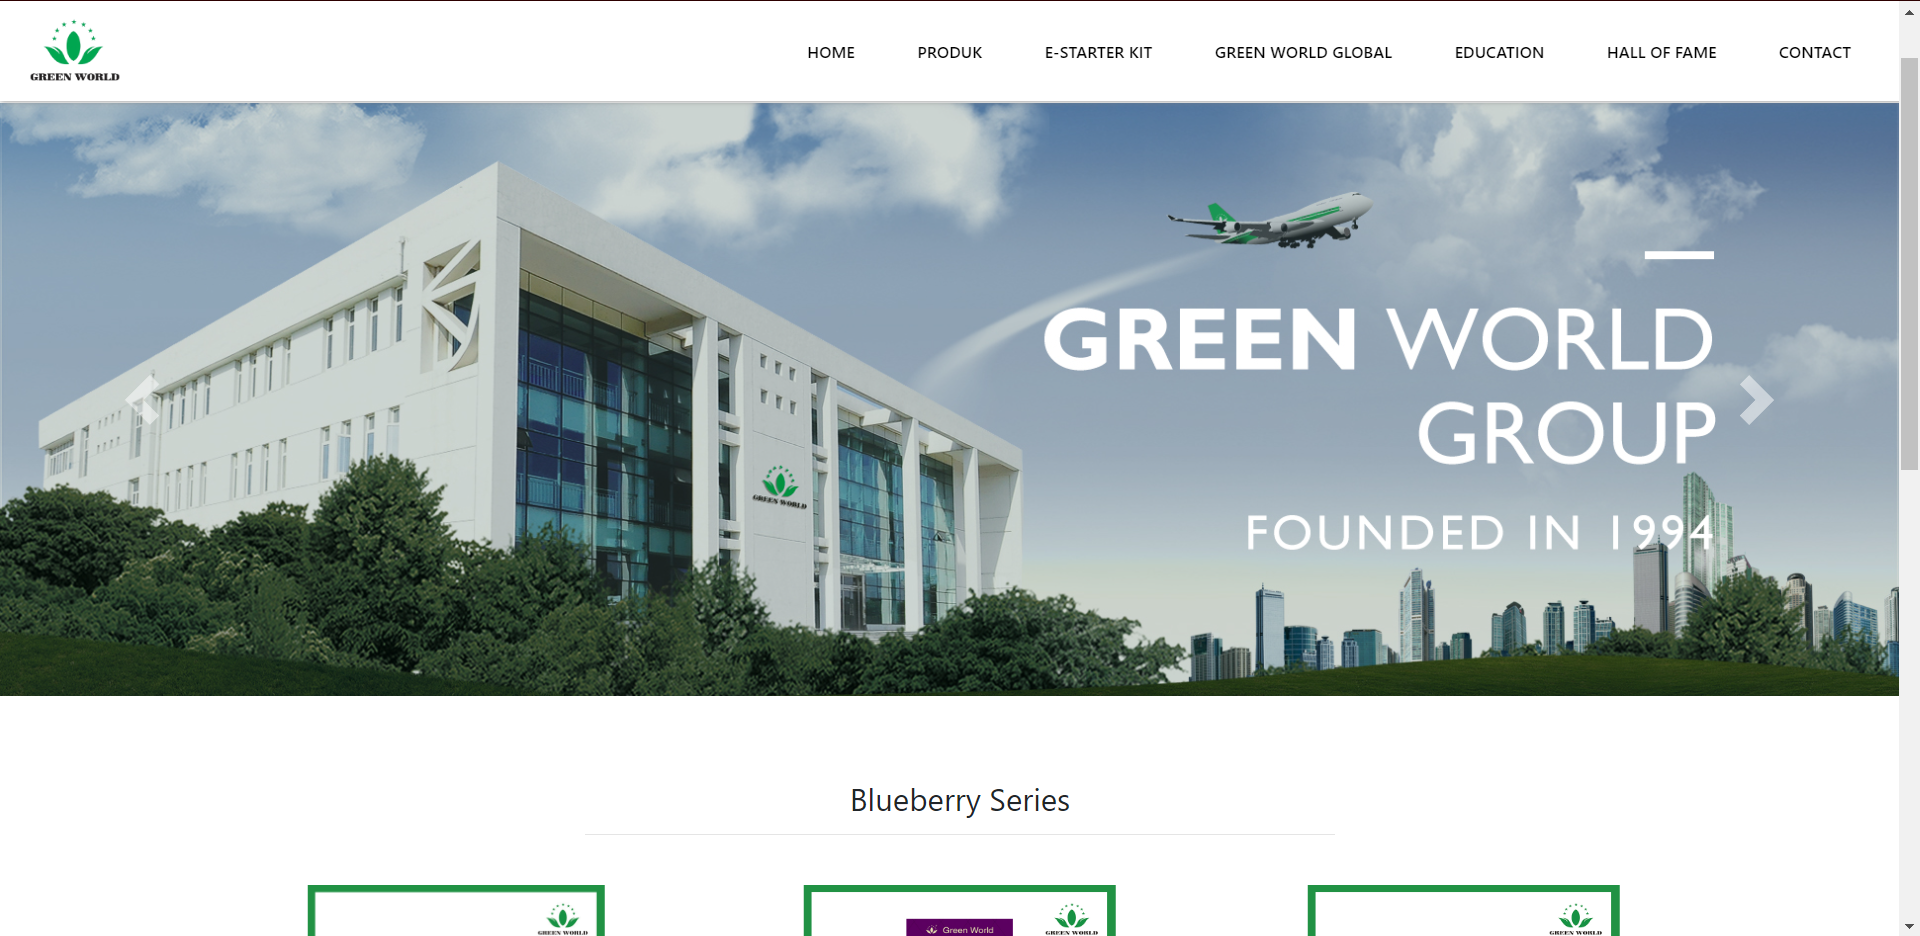 GREEN WORLD
HOME
PRODUK
E-STARTER KIT
GREEN WORLD GLOBAL
EDUCATION
HALL OF FAME
CONTACT
GREEN WORLD
GROUP
FOUNDED IN 1994
GREEN WORLD
Blueberry Series
GREEN WORLD
Green World
GREEN WORLD
GREEN WORLD